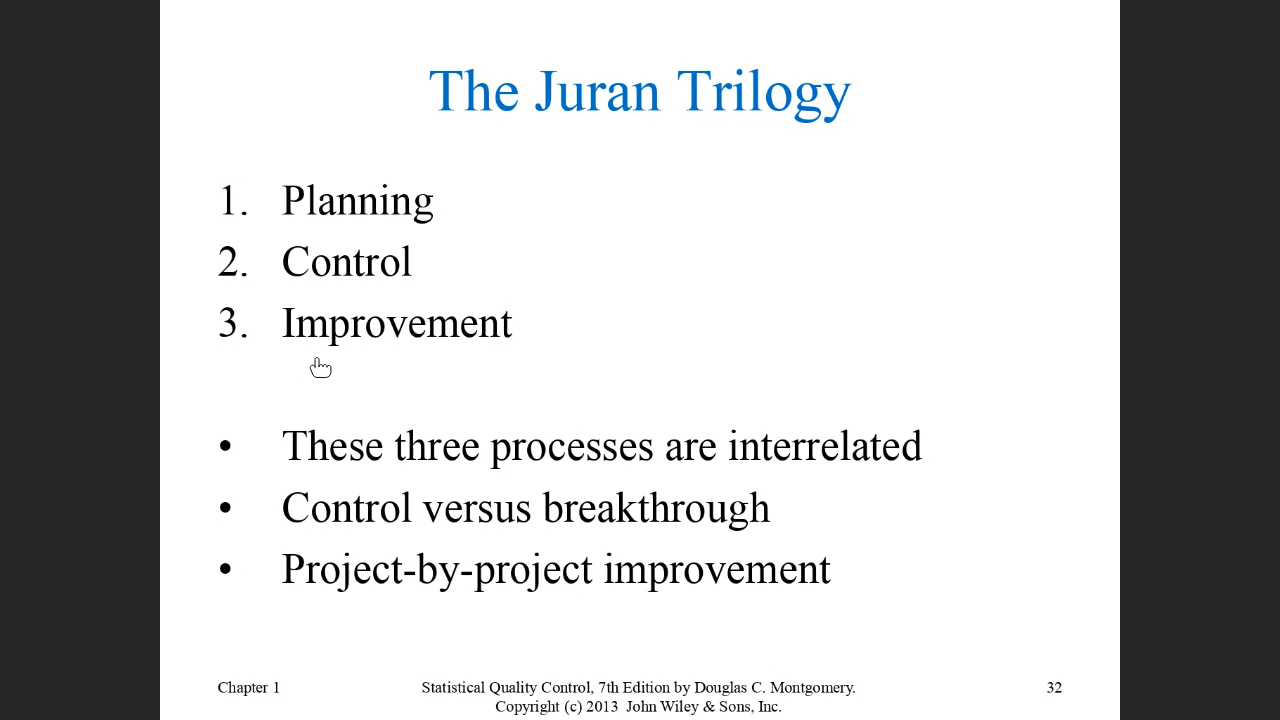 The Juran Trilogy
1. Planning
2. Control
3. Improvement
• These three processes are interrelated
• Control versus breakthrough
• Project-by-project improvement
Chapter 1
Statistical Quality Control, 7th Edition by Douglas C. Montgomery.
Copyright (c) 2013 John Wiley & Sons, Inc.
32